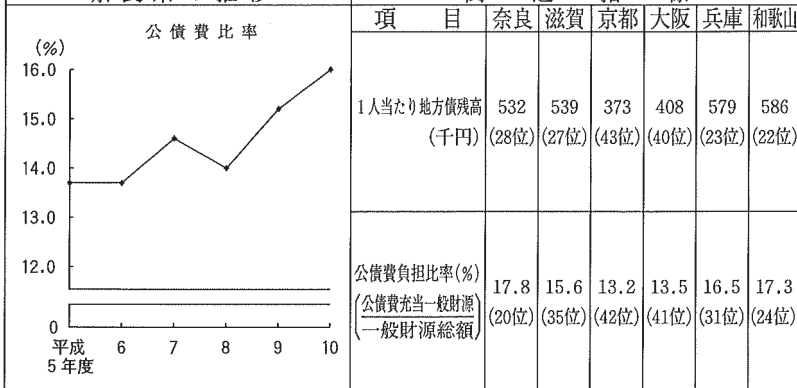 公債費比率
(%)
16.0
15.0
14.0
13.0
12.0
0
平成 6 7 8 9 10
5年度
項 目 奈良 滋賀 京都 大阪 兵庫 和歌山
1人当たり地方債残高 532 539 373 408 579 586
(千円) (28位) (27位) (43位) (40位) (23位) (22位)
公債費負担比率(%)
17.8 15.6 13.2 13.5 16.5 17.3
(公債費充当一般財源 (20位) (35位) (42位) (41位) (31位) (24位)
一般財源総額)